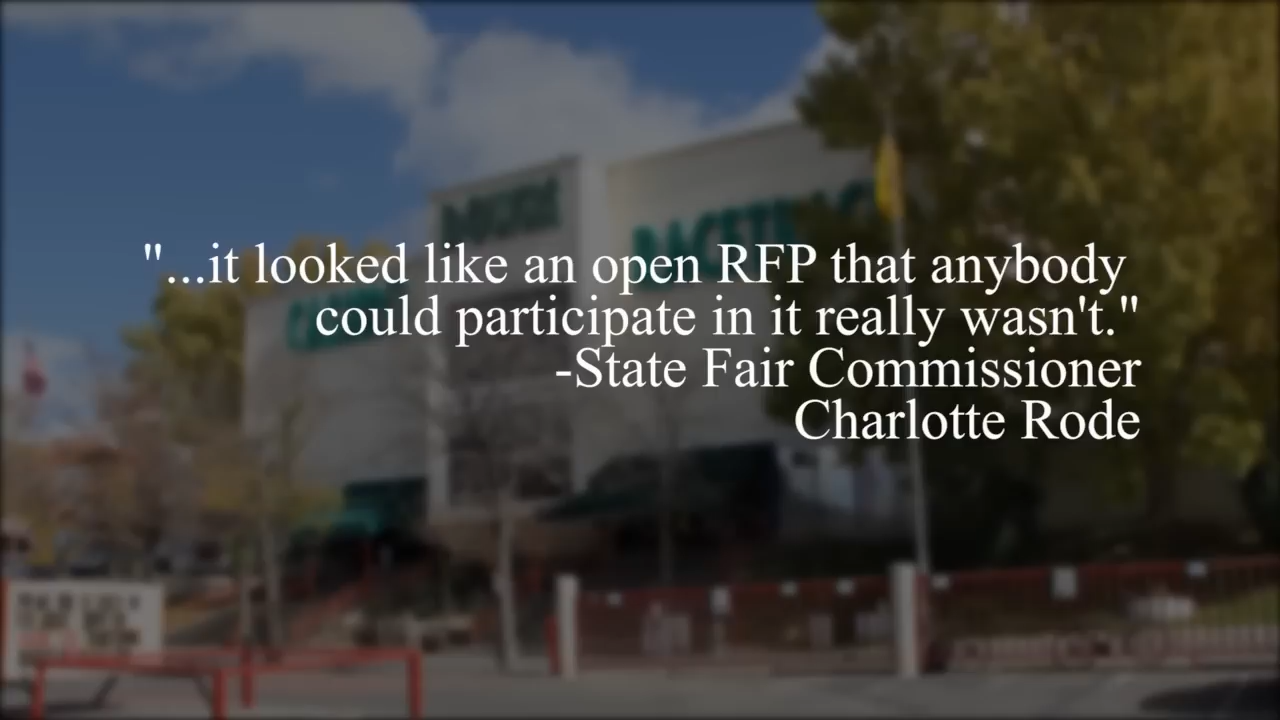 "...it looked like an open RFP that anybody
could participate in it really wasn't."
-State Fair Commissioner
Charlotte Rode